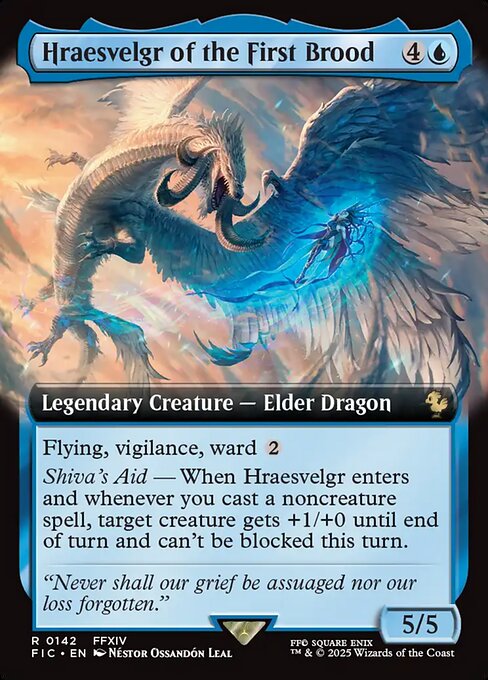 Hraesvelgr of the First Brood 4
Legendary Creature — Elder Dragon
Flying, vigilance, ward 2
Shiva's Aid — When Hraesvelgr enters
and whenever you cast a noncreature
spell, target creature gets +1/+0 until end
of turn and can't be blocked this turn.
“Never shall our grief be assuaged nor our
loss forgotten.”
5/5
R 0142 FFXIV
FIC • EN Néstor Ossandón Leal
FF© SQUARE ENIX
™ & © 2025 Wizards of the Coast